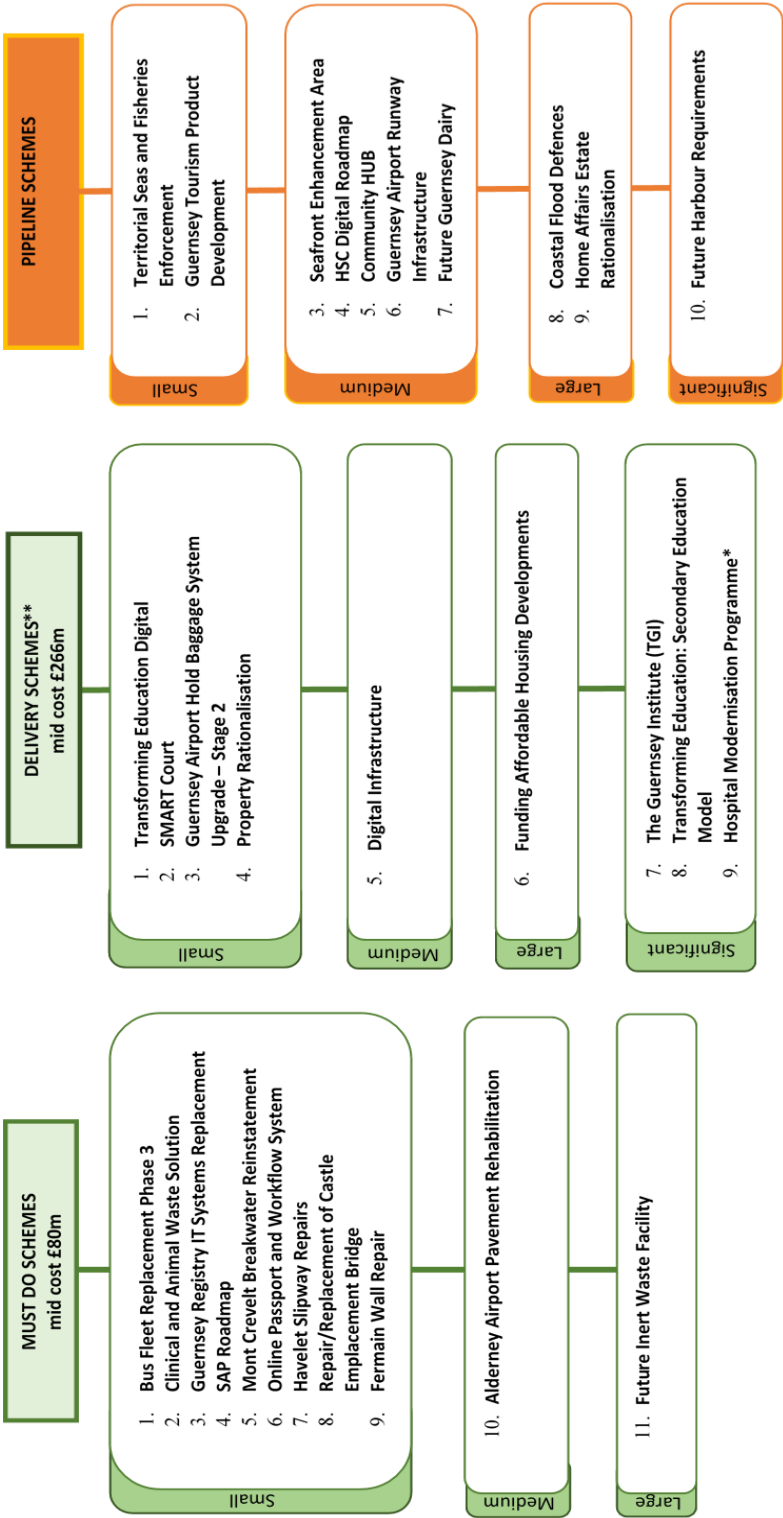 MUST DO SCHEMES
mid cost £80m
Small
1. Bus Fleet Replacement Phase 3
2. Clinical and Animal Waste Solution
3. Guernsey Registry IT Systems Replacement
4. SAP Roadmap
5. Mont Crevelt Breakwater Reinstatement
6. Online Passport and Workflow System
7. Havelet Slipway Repairs
8. Repair/Replacement of Castle
Emplacement Bridge
9. Fermain Wall Repair
Medium
10. Alderney Airport Pavement Rehabilitation
Large
11. Future Inert Waste Facility
DELIVERY SCHEMES**
mid cost £266m
Small
1. Transforming Education Digital
2. SMART Court
3. Guernsey Airport Hold Baggage System
Upgrade – Stage 2
4. Property Rationalisation
Medium
5. Digital Infrastructure
Large
6. Funding Affordable Housing Developments
Significant
7. The Guernsey Institute (TGI)
8. Transforming Education: Secondary Education
Model
9. Hospital Modernisation Programme*
PIPELINE SCHEMES
Small
1. Territorial Seas and Fisheries
Enforcement
2. Guernsey Tourism Product
Development
Medium
3. Seafront Enhancement Area
4. HSC Digital Roadmap
5. Community HUB
6. Guernsey Airport Runway
Infrastructure
7. Future Guernsey Dairy
Large
8. Coastal Flood Defences
9. Home Affairs Estate
Rationalisation
Significant
10. Future Harbour Requirements